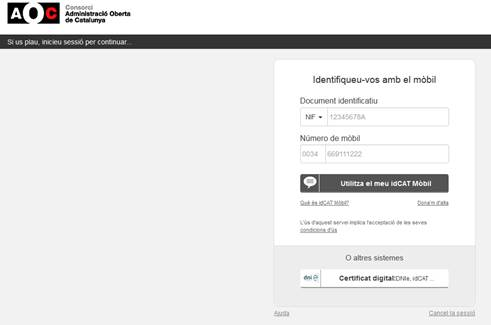 AOC
Consorci
Administració Oberta
de Catalunya
Si us plau, inicieu sessió per continuar...
Identifiqueu-vos amb el mòbil
Document identificatiu
NIF 12345678A
Número de mòbil
0034 669111222
Utilitza el meu idCAT Mòbil
Què és idCAT Mòbil? Dona'm d'alta
L'ús d'aquest servei implica l'acceptació de les seves
condicions d'ús
O altres sistemes
dni e Certificat digital:DNIe, idCAT ...
Ajuda Cancel·la la sessió